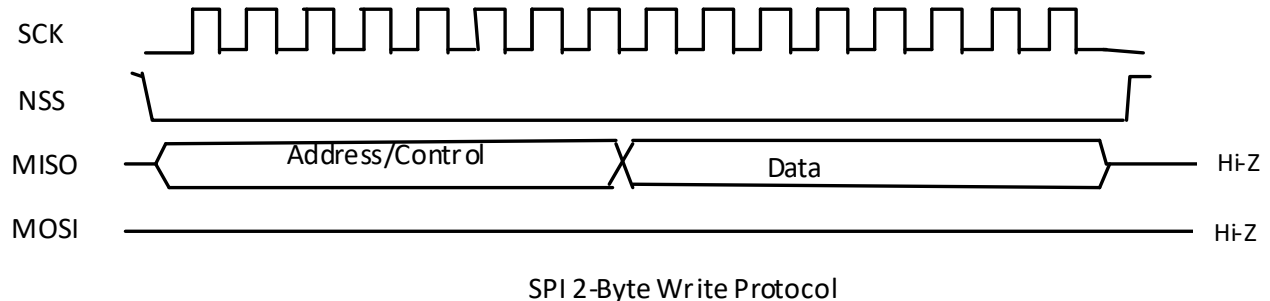 SCK
NSS
MISO Address/Control Data Hi-Z
MOSI Hi-Z
SPI 2-Byte Write Protocol